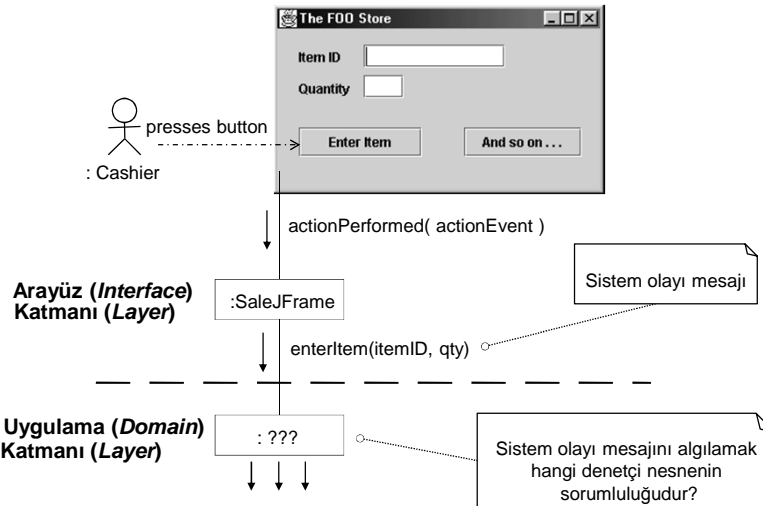 The FOO Store
Item ID
Quantity
Enter Item
And so on . . .
presses button
: Cashier
actionPerformed( actionEvent )
Sistem olayı mesajı
Arayüz (Interface)
Katmanı (Layer)
:SaleJFrame
enterItem(itemID, qty)
Uygulama (Domain)
Katmanı (Layer)
: ???
Sistem olayı mesajını algılamak
hangi denetçi nesnenin
sorumluluğudur?